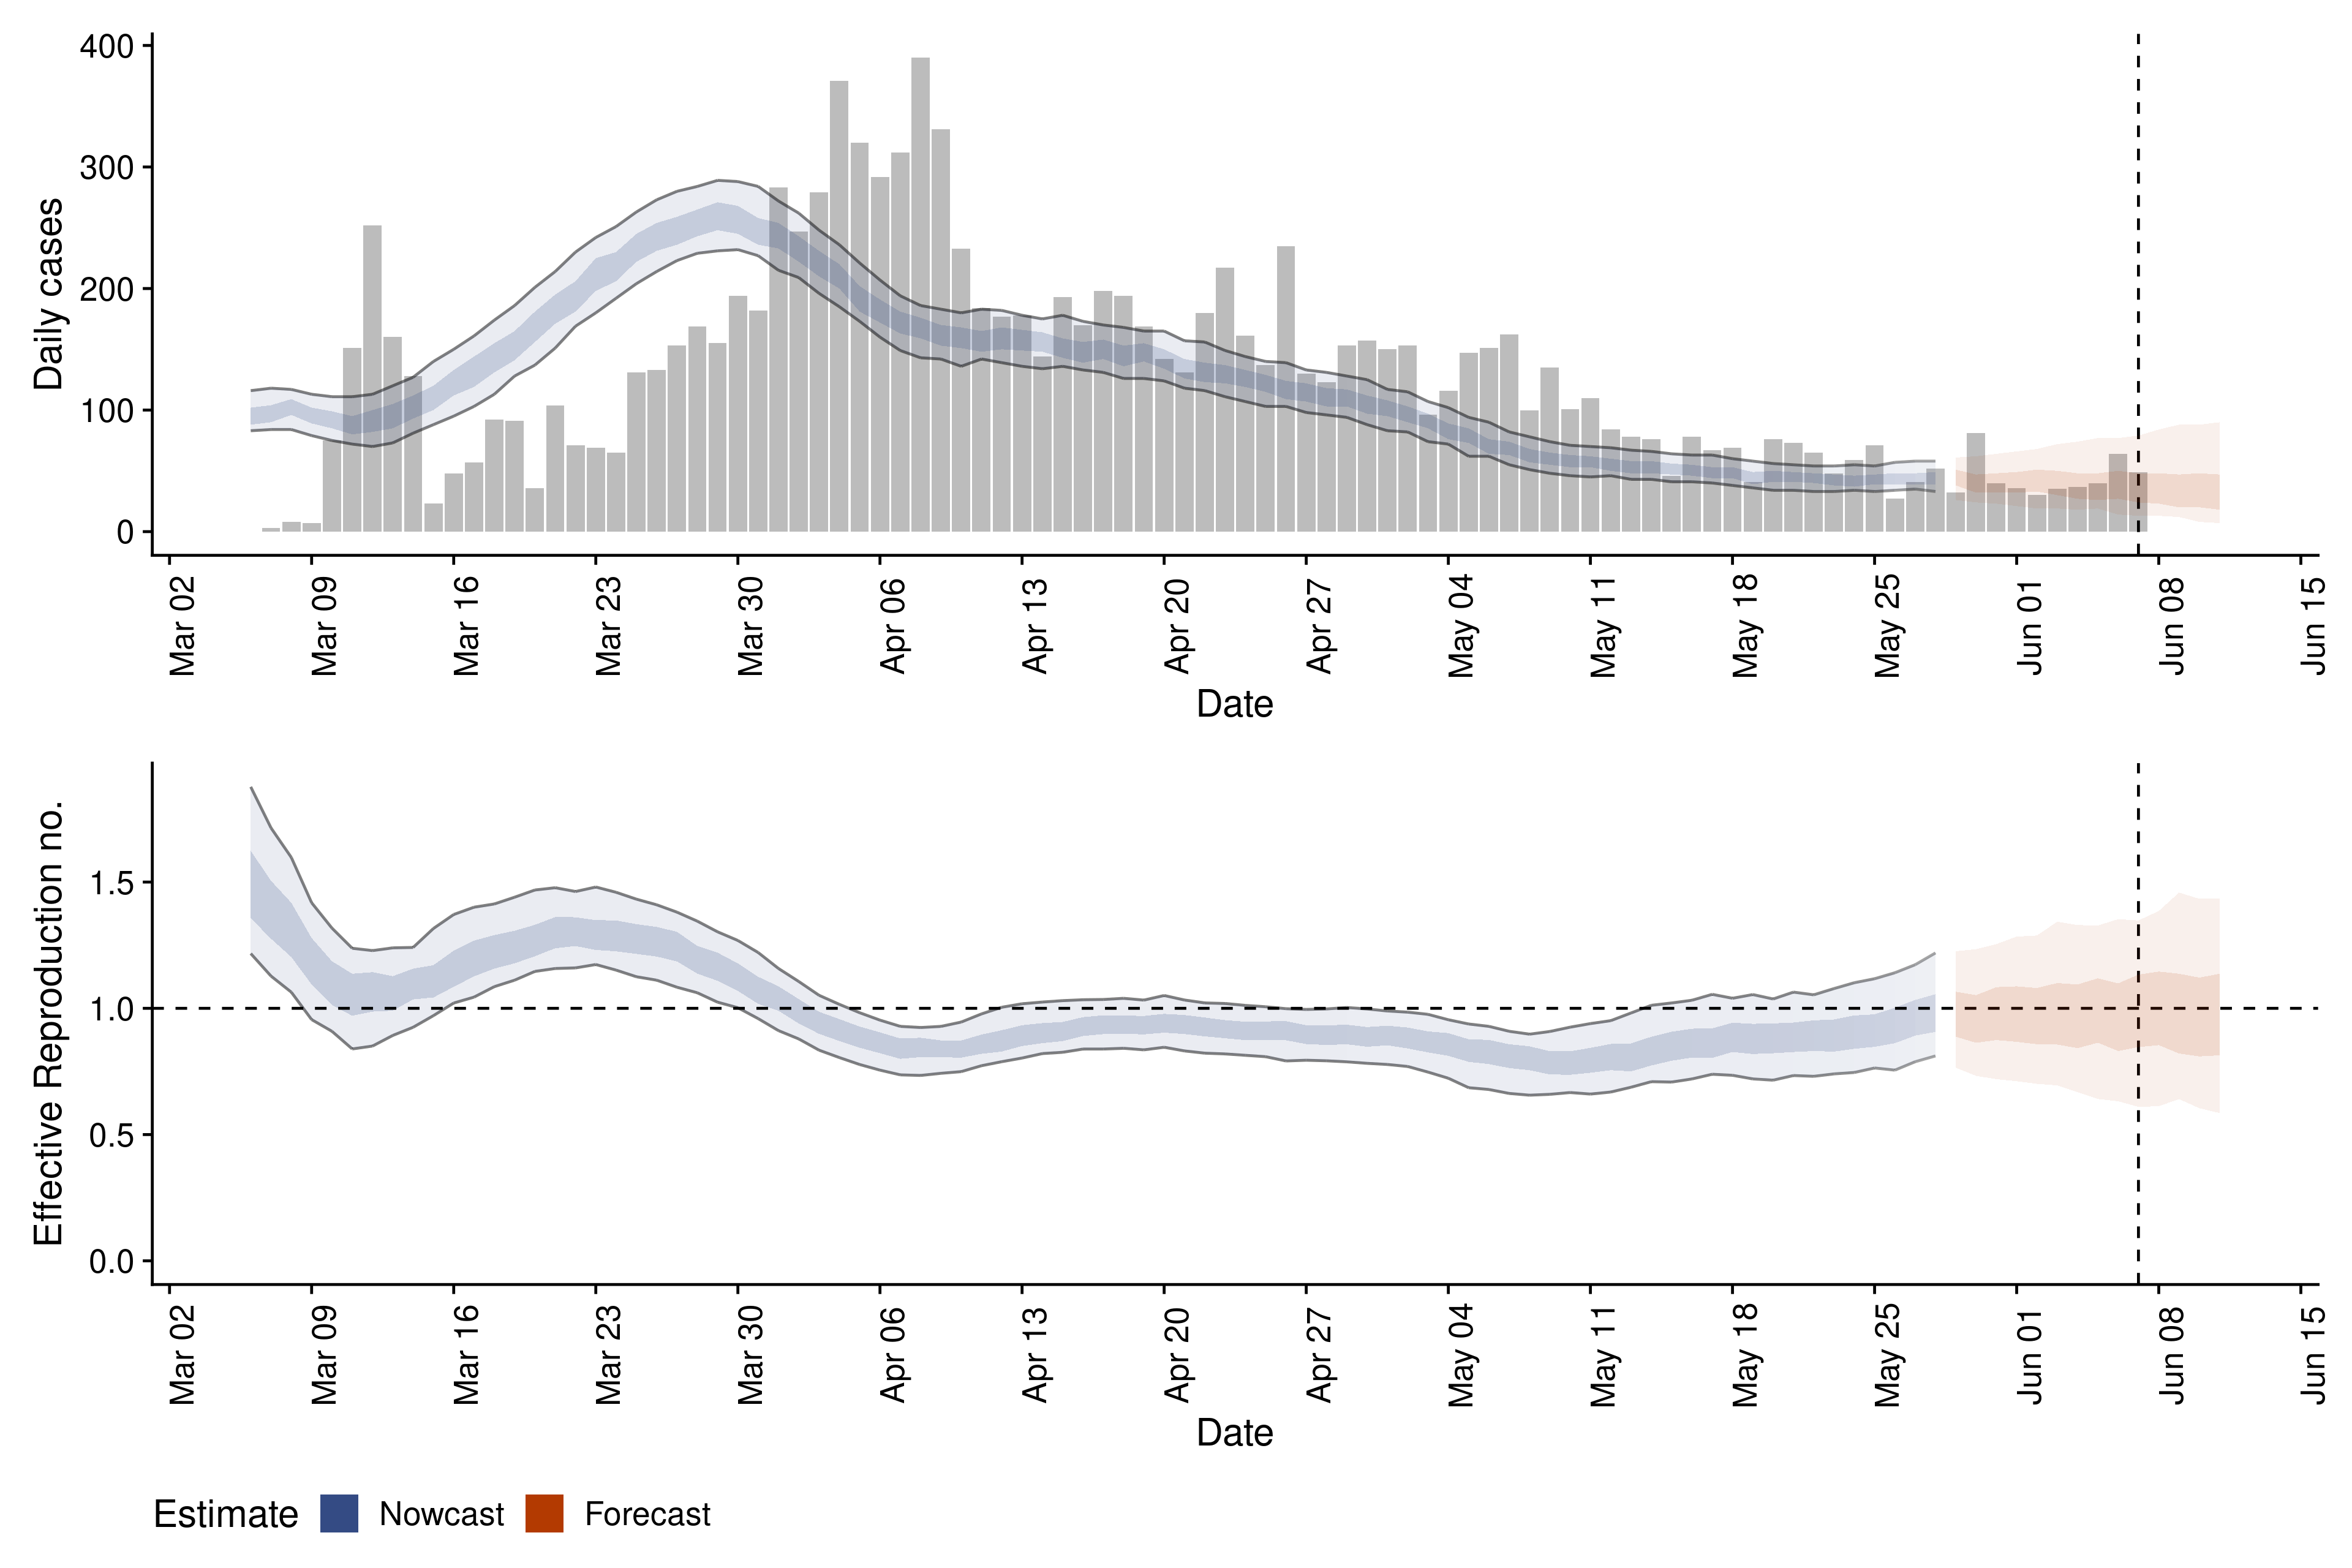 Daily cases
400
300
200
100
0
Mar 02
Mar 09
Mar 16
Mar 23
Mar 30
Apr 06
Apr 13
Apr 20
Apr 27
May 04
May 11
May 18
May 25
Jun 01
Jun 08
Jun 15
Date
Effective Reproduction no.
1.5
1.0
0.5
0.0
Mar 02
Mar 09
Mar 16
Mar 23
Mar 30
Apr 06
Apr 13
Apr 20
Apr 27
May 04
May 11
May 18
May 25
Jun 01
Jun 08
Jun 15
Date
Estimate Nowcast Forecast